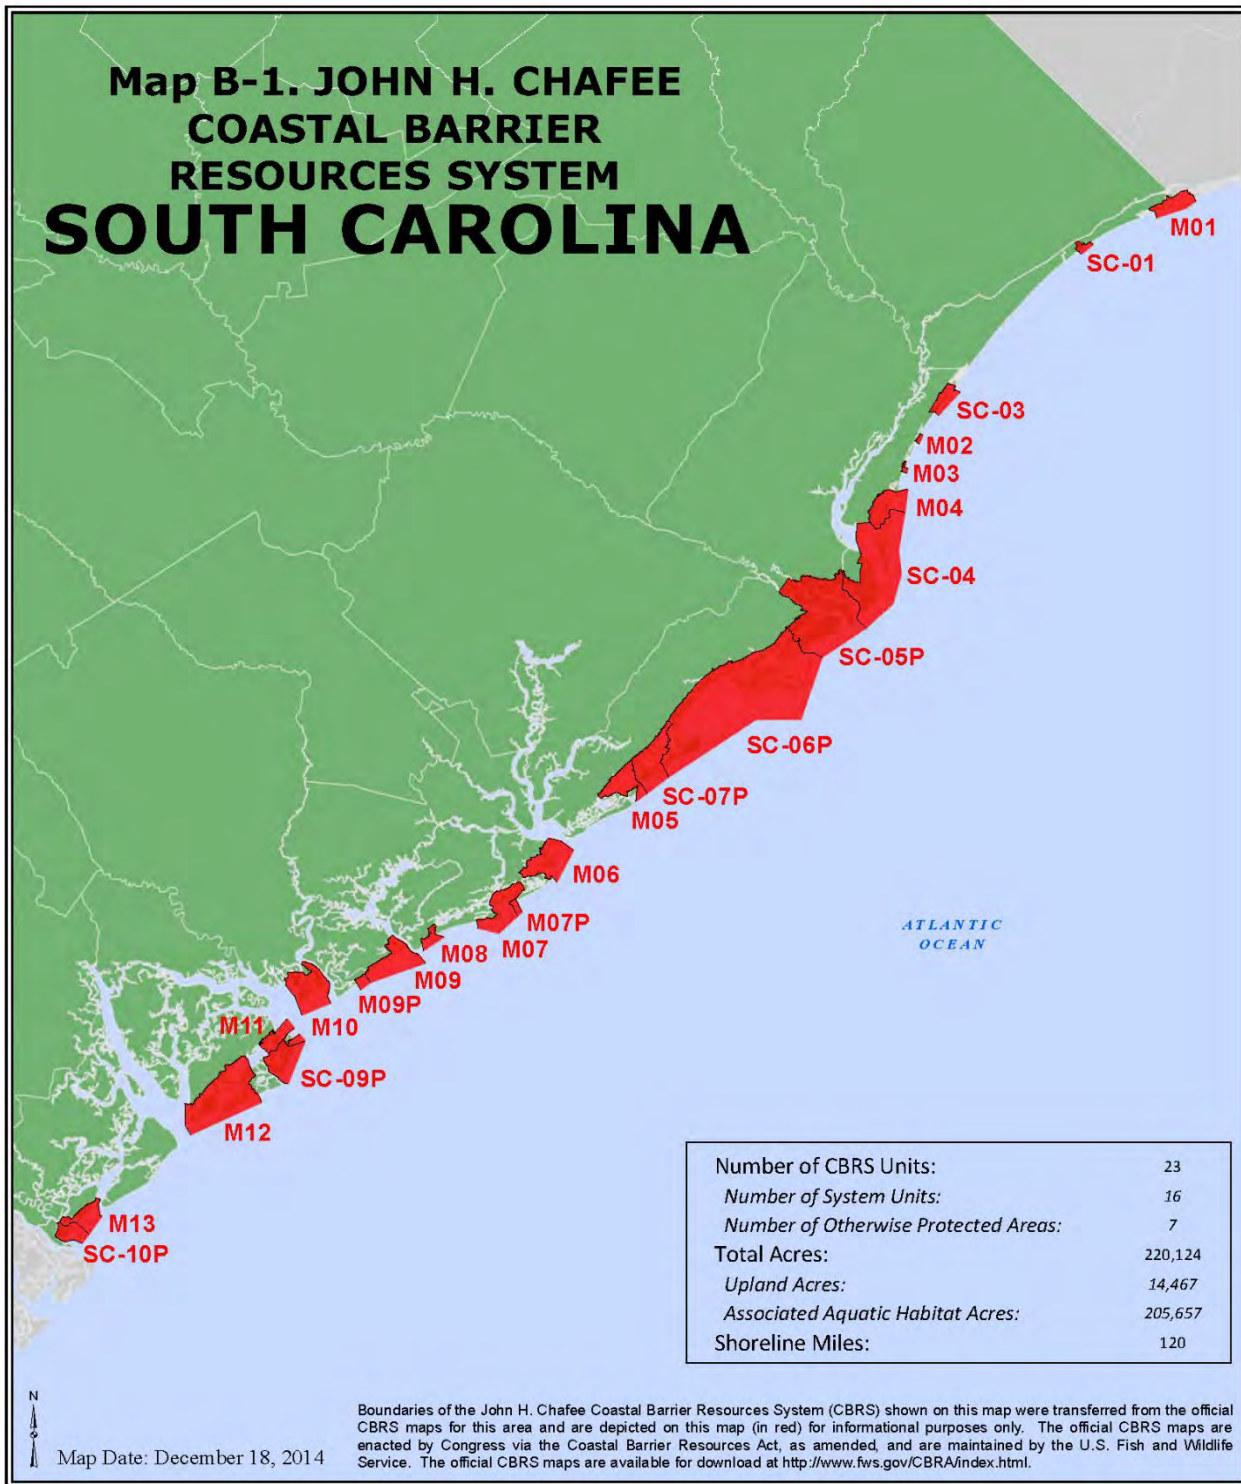 Map B-1. JOHN H. CHAFEE
COASTAL BARRIER
RESOURCES SYSTEM
SOUTH CAROLINA
M01
SC-01
SC-03
M02
M03
M04
SC-04
SC-05P
SC-06P
SC-07P
M05
M06
M07P
M07
M08
M09
M09P
M10
M11
SC-09P
M12
M13
SC-10P
ATLANTIC
OCEAN
Number of CBRS Units: 23
Number of System Units: 16
Number of Otherwise Protected Areas: 7
Total Acres: 220,124
Upland Acres: 14,467
Associated Aquatic Habitat Acres: 205,657
Shoreline Miles: 120
N
Map Date: December 18, 2014
Boundaries of the John H. Chafee Coastal Barrier Resources System (CBRS) shown on this map were transferred from the official
CBRS maps for this area and are depicted on this map (in red) for informational purposes only. The official CBRS maps are
enacted by Congress via the Coastal Barrier Resources Act, as amended, and are maintained by the U.S. Fish and Wildlife
Service. The official CBRS maps are available for download at http://www.fws.gov/CBRA/index.html.